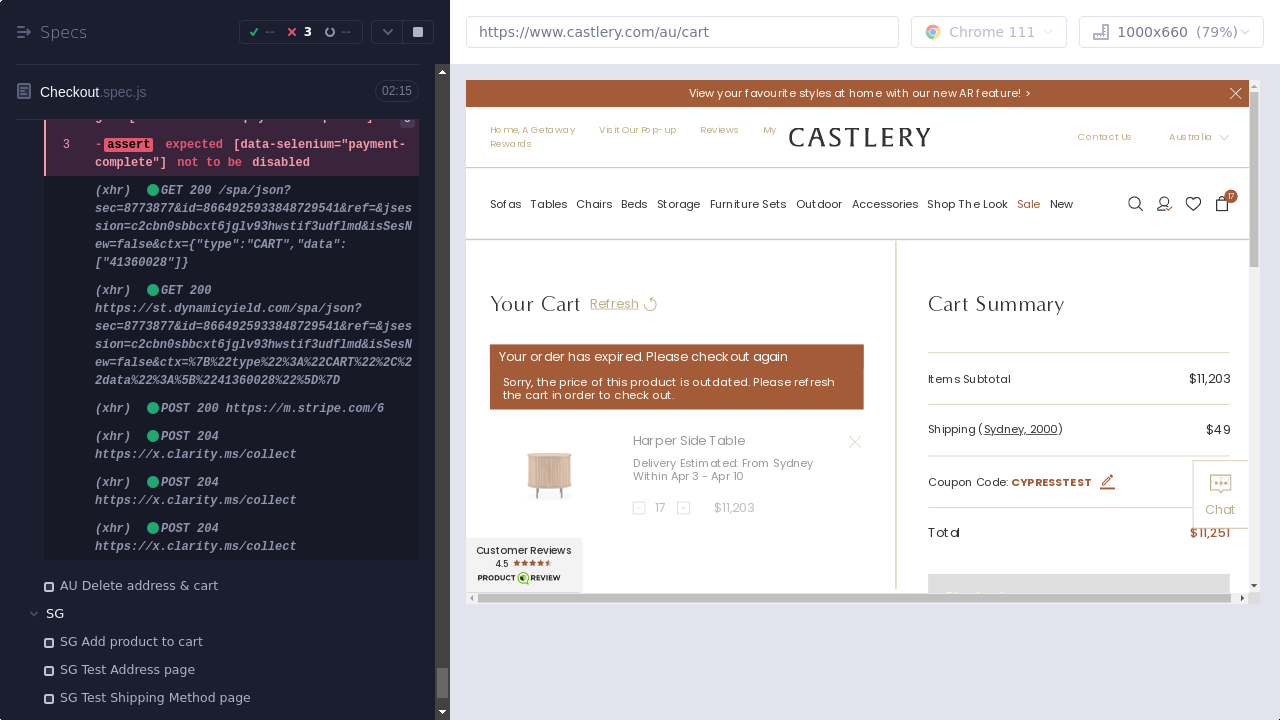 Specs
--
3
--
Checkout.spec.js
02:15
3
-assert expected [data-selenium="payment-
complete"] not to be disabled
(xhr) GET 200 /spa/json?
sec=8773877&id=8664925933848729541&ref=&jses
sion=c2cbn0sbbcxt6jglv93hwstif3udflmd&isSesN
ew=false&ctx={"type":"CART","data":
["41360028"]}
(xhr) GET 200
https://st.dynamicyield.com/spa/json?
sec=8773877&id=8664925933848729541&ref=&jses
sion=c2cbn0sbbcxt6jglv93hwstif3udflmd&isSesN
ew=false&ctx=%7B%22type%22%3A%22CART%22%2C%2
2data%22%3A%5B%2241360028%22%5D%7D
(xhr) POST 200 https://m.stripe.com/6
(xhr) POST 204
https://x.clarity.ms/collect
(xhr) POST 204
https://x.clarity.ms/collect
(xhr) POST 204
https://x.clarity.ms/collect
AU Delete address & cart
SG
SG Add product to cart
SG Test Address page
SG Test Shipping Method page
https://www.castlery.com/au/cart
Chrome 111
1000x660 (79%)
View your favourite styles at home with our new AR feature! >
Home, A Getaway Visit Our Pop-up Reviews My
Rewards
CASTLERY
Contact Us Australia
Sofas Tables Chairs Beds Storage Furniture Sets Outdoor Accessories Shop The Look Sale New
17
Your Cart Refresh
Your order has expired. Please checkout again
Sorry, the price of this product is outdated. Please refresh
the cart in order to check out.
Harper Side Table
Delivery Estimated: From Sydney
Within Apr 3 - Apr 10
17 $11,203
Customer Reviews
4.5
PRODUCT REVIEW
Cart Summary
Items Subtotal $11,203
Shipping (Sydney, 2000) $49
Coupon Code: CYPRESSTEST
Total $11,251
Chat